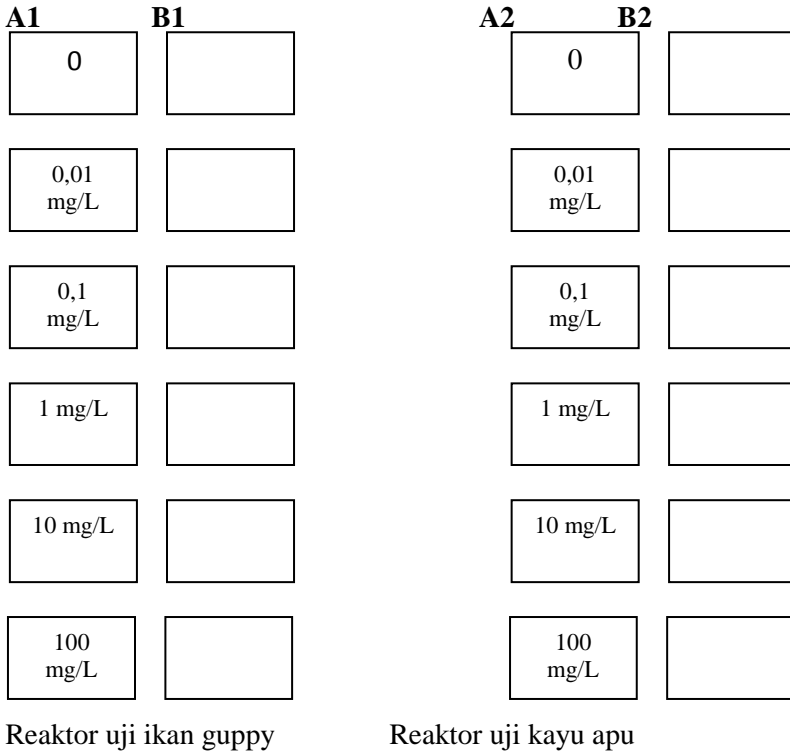 A1 B1 A2 B2
0 0
0,01 0,01
mg/L mg/L
0,1 0,1
mg/L mg/L
1 mg/L 1 mg/L
10 mg/L 10 mg/L
100 100
mg/L mg/L
Reaktor uji ikan guppy Reaktor uji kayu apu